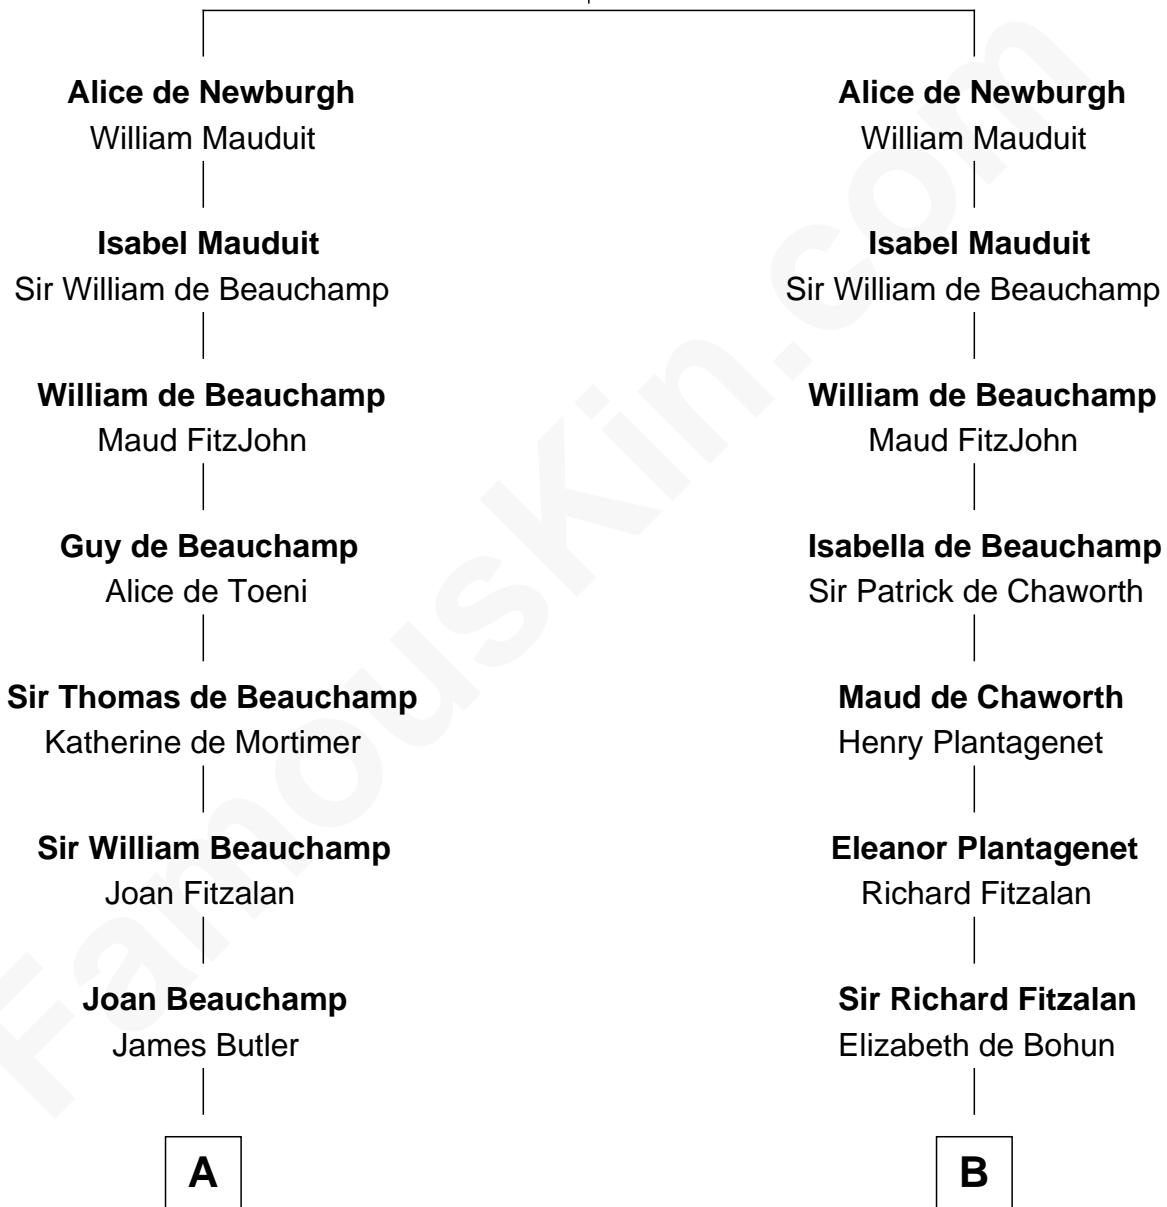 Alice de Newburgh
William Mauduit
Isabel Mauduit
Sir William de Beauchamp
William de Beauchamp
Maud FitzJohn
Guy de Beauchamp
Alice de Toeni
Sir Thomas de Beauchamp
Katherine de Mortimer
Sir William Beauchamp
Joan Fitzalan
Joan Beauchamp
James Butler
A
Alice de Newburgh
William Mauduit
Isabel Mauduit
Sir William de Beauchamp
William de Beauchamp
Maud FitzJohn
Isabella de Beauchamp
Sir Patrick de Chaworth
Maud de Chaworth
Henry Plantagenet
Eleanor Plantagenet
Richard Fitzalan
Sir Richard Fitzalan
Elizabeth de Bohun
B
FamousKin.com